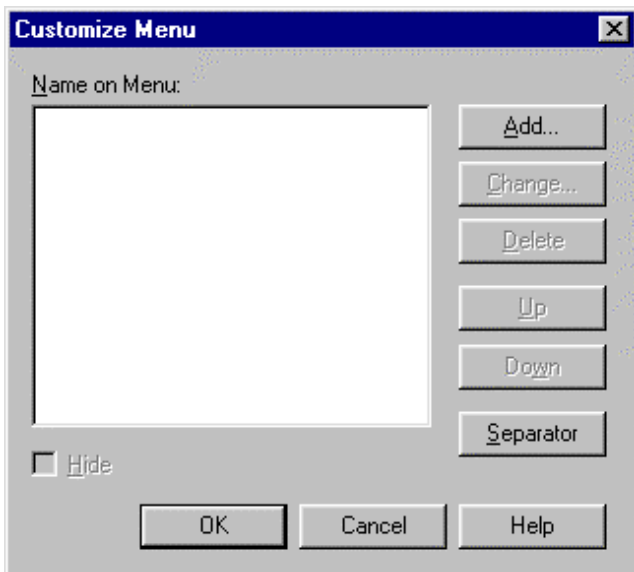 Customize Menu
Name on Menu:
Add...
Change...
Delete
Up
Down
Separator
Hide
OK Cancel Help